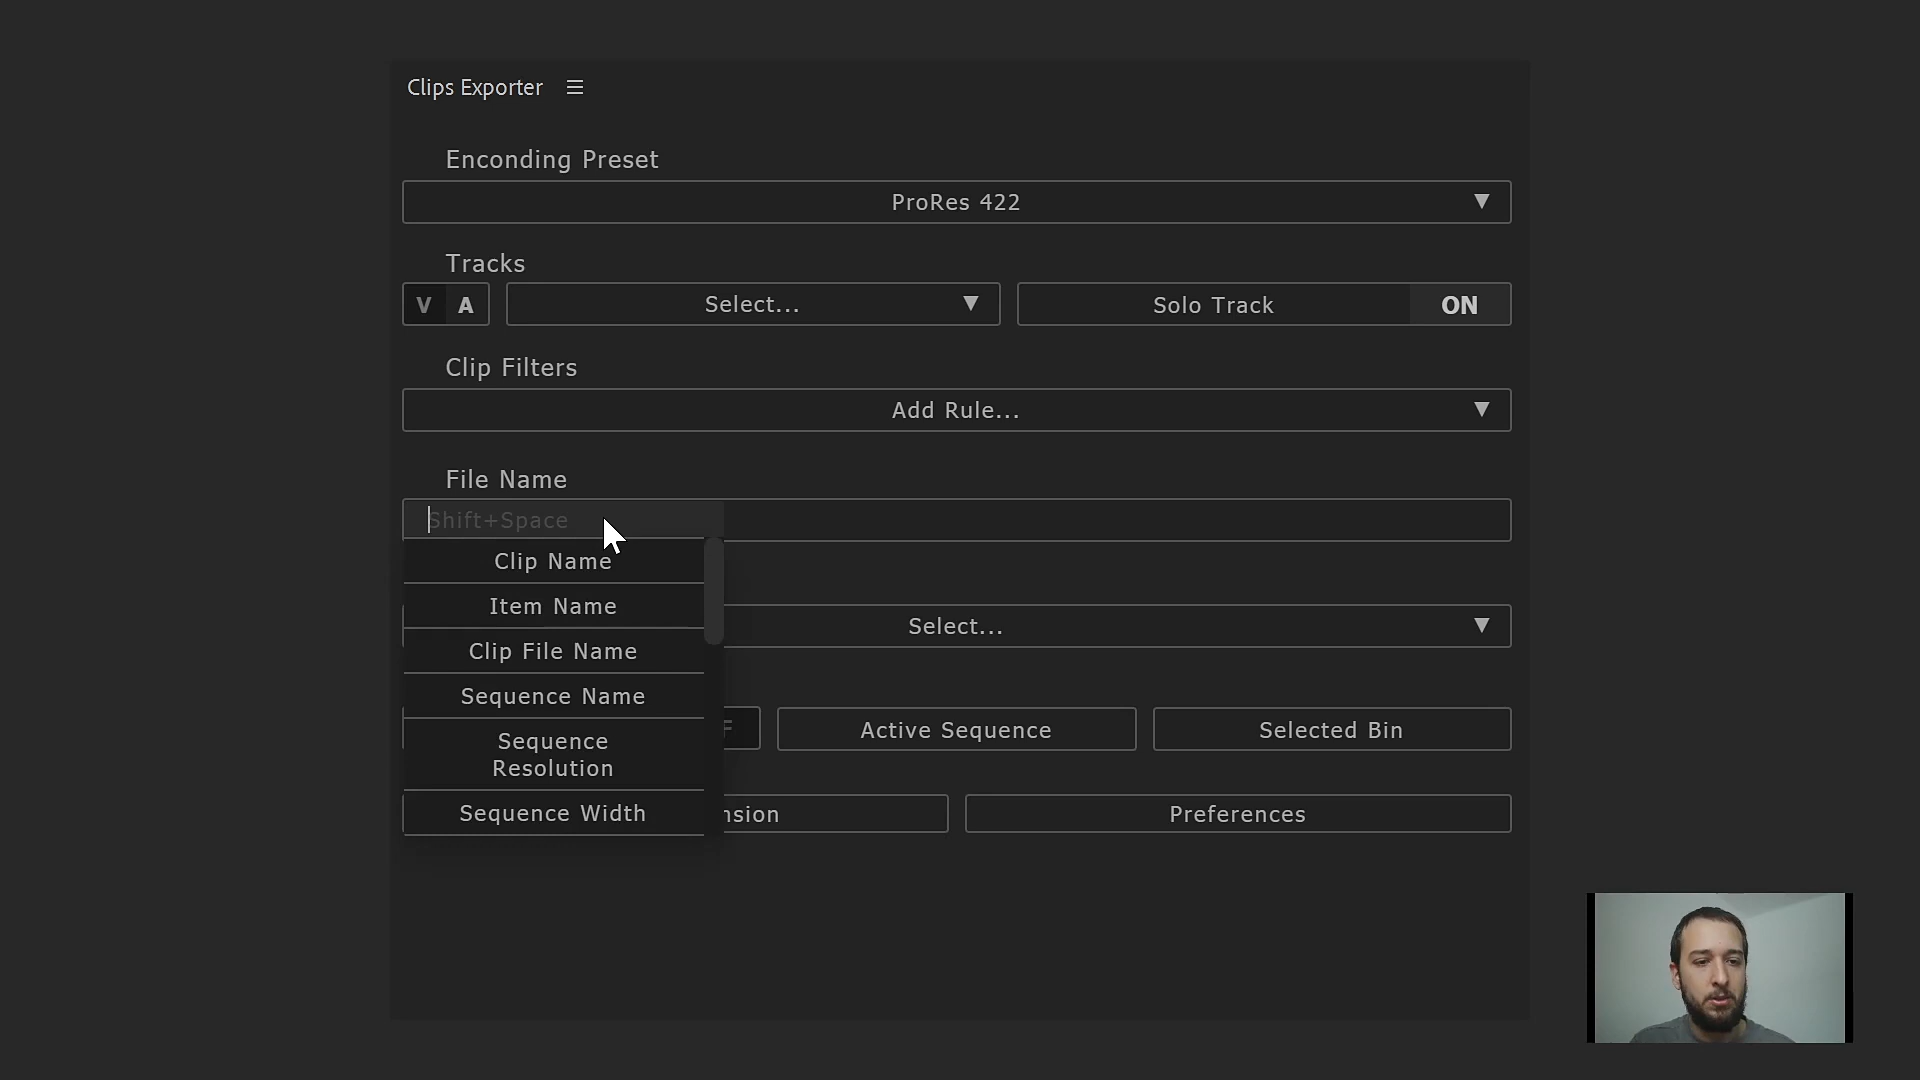 Clips Exporter
Enconding Preset
ProRes 422
Tracks
V A Select... Solo Track ON
Clip Filters
Add Rule...
File Name
Shift+Space
Clip Name
Item Name
Clip File Name
Select...
Sequence Name
Active Sequence Selected Bin
Sequence
Resolution
Sequence Width
Preferences